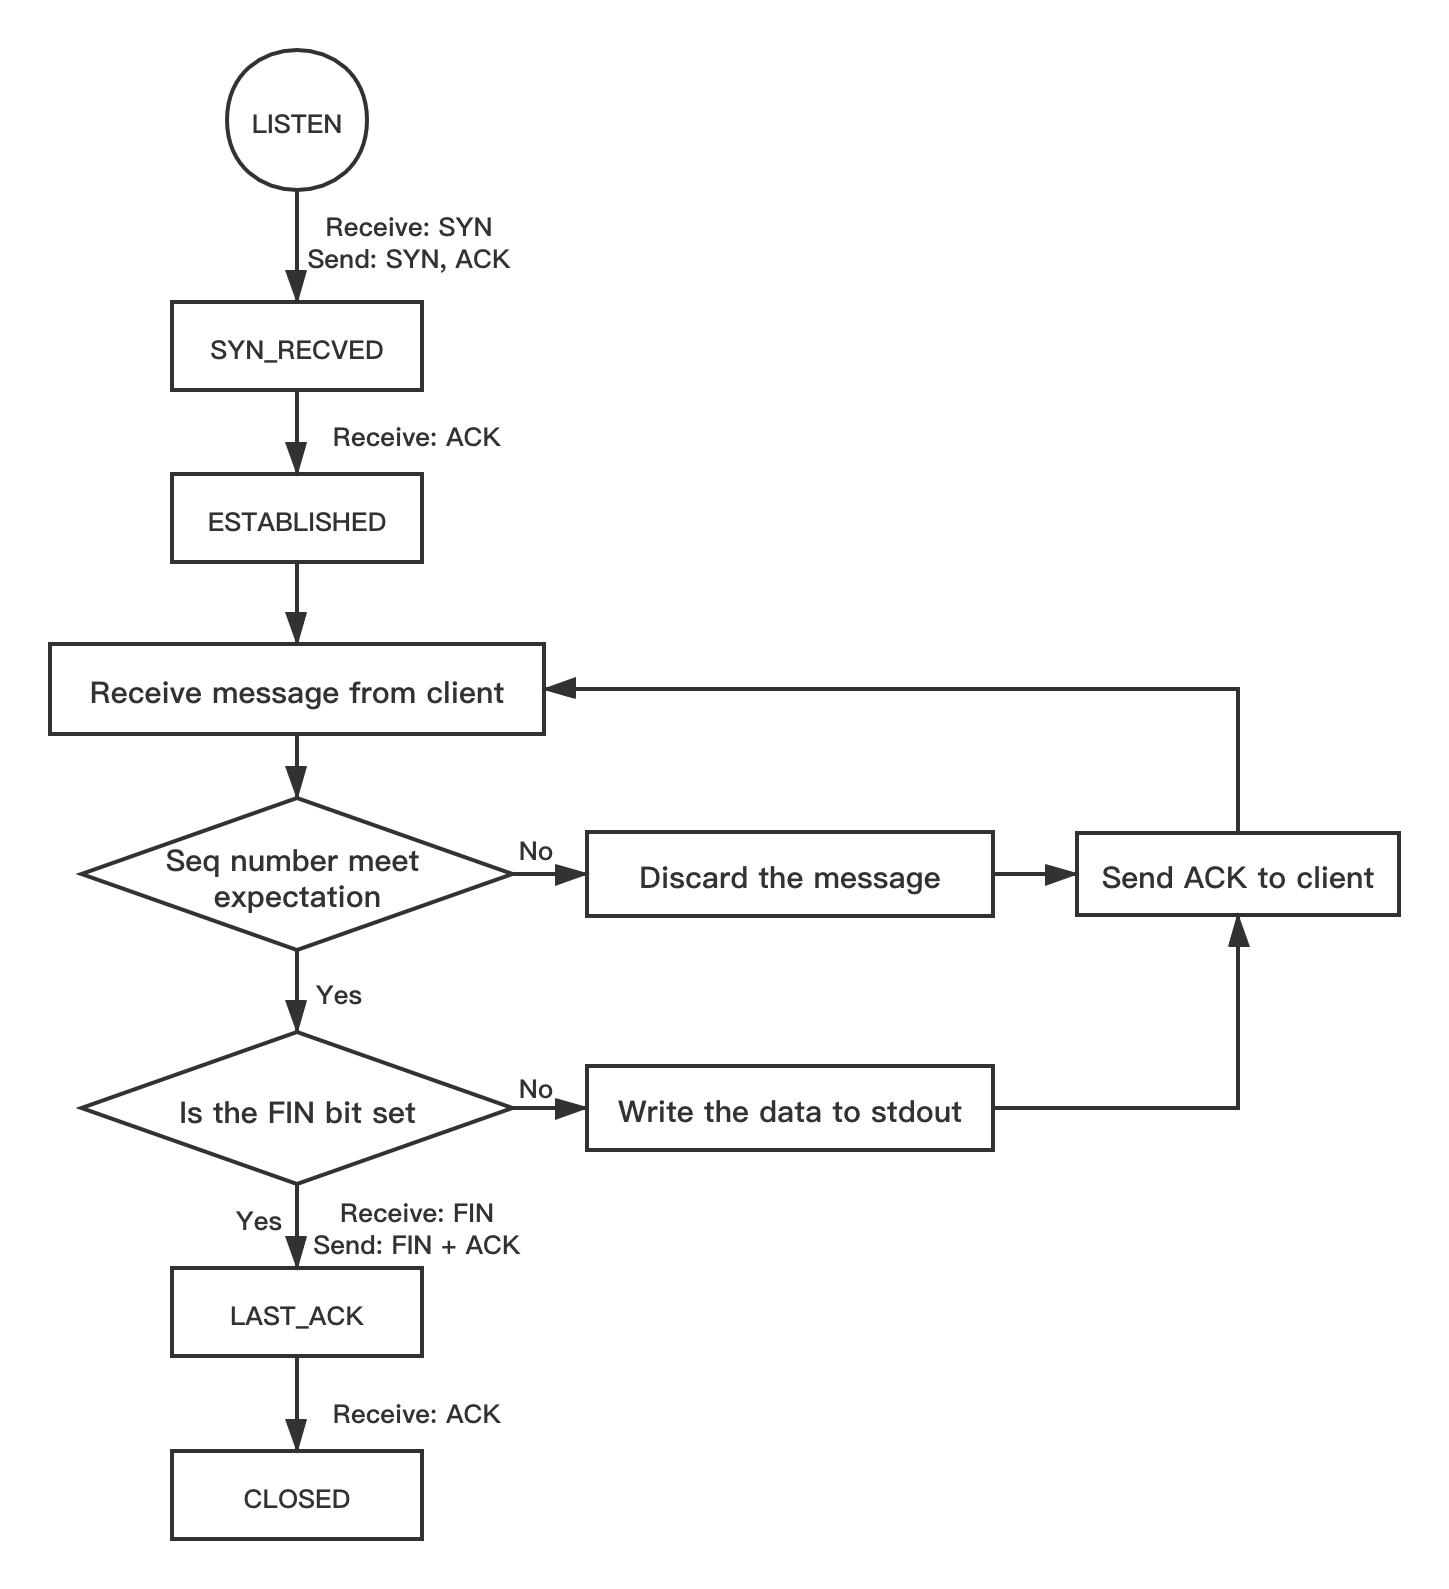 LISTEN
Receive: SYN
Send: SYN, ACK
SYN_RECVED
Receive: ACK
ESTABLISHED
Receive message from client
Seq number meet
expectation
No
Discard the message
Send ACK to client
Yes
Is the FIN bit set
No
Write the data to stdout
Yes
Receive: FIN
Send: FIN + ACK
LAST_ACK
Receive: ACK
CLOSED